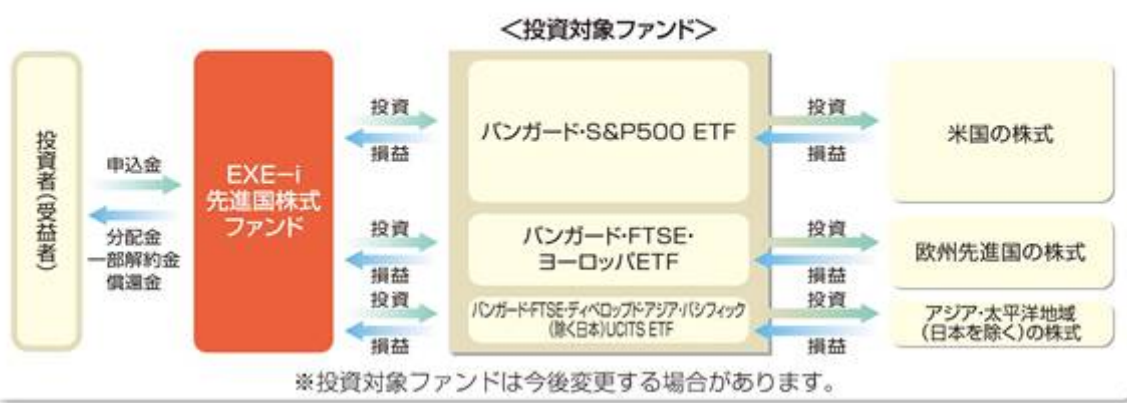 ＜投資対象ファンド＞
投資者(受益者)
申込金
分配金
一部解約金
償還金
EXE-i
先進国株式
ファンド
投資
損益
バンガード・S&P500 ETF
投資
損益
米国の株式
投資
損益
バンガード・FTSE・
ヨーロッパETF
投資
損益
欧州先進国の株式
投資
損益
バンガード・FTSE・ディベロップド・アジア・パシフィック
(除く日本)UCITS ETF
投資
損益
アジア・太平洋地域
(日本を除く)の株式
※投資対象ファンドは今後変更する場合があります。